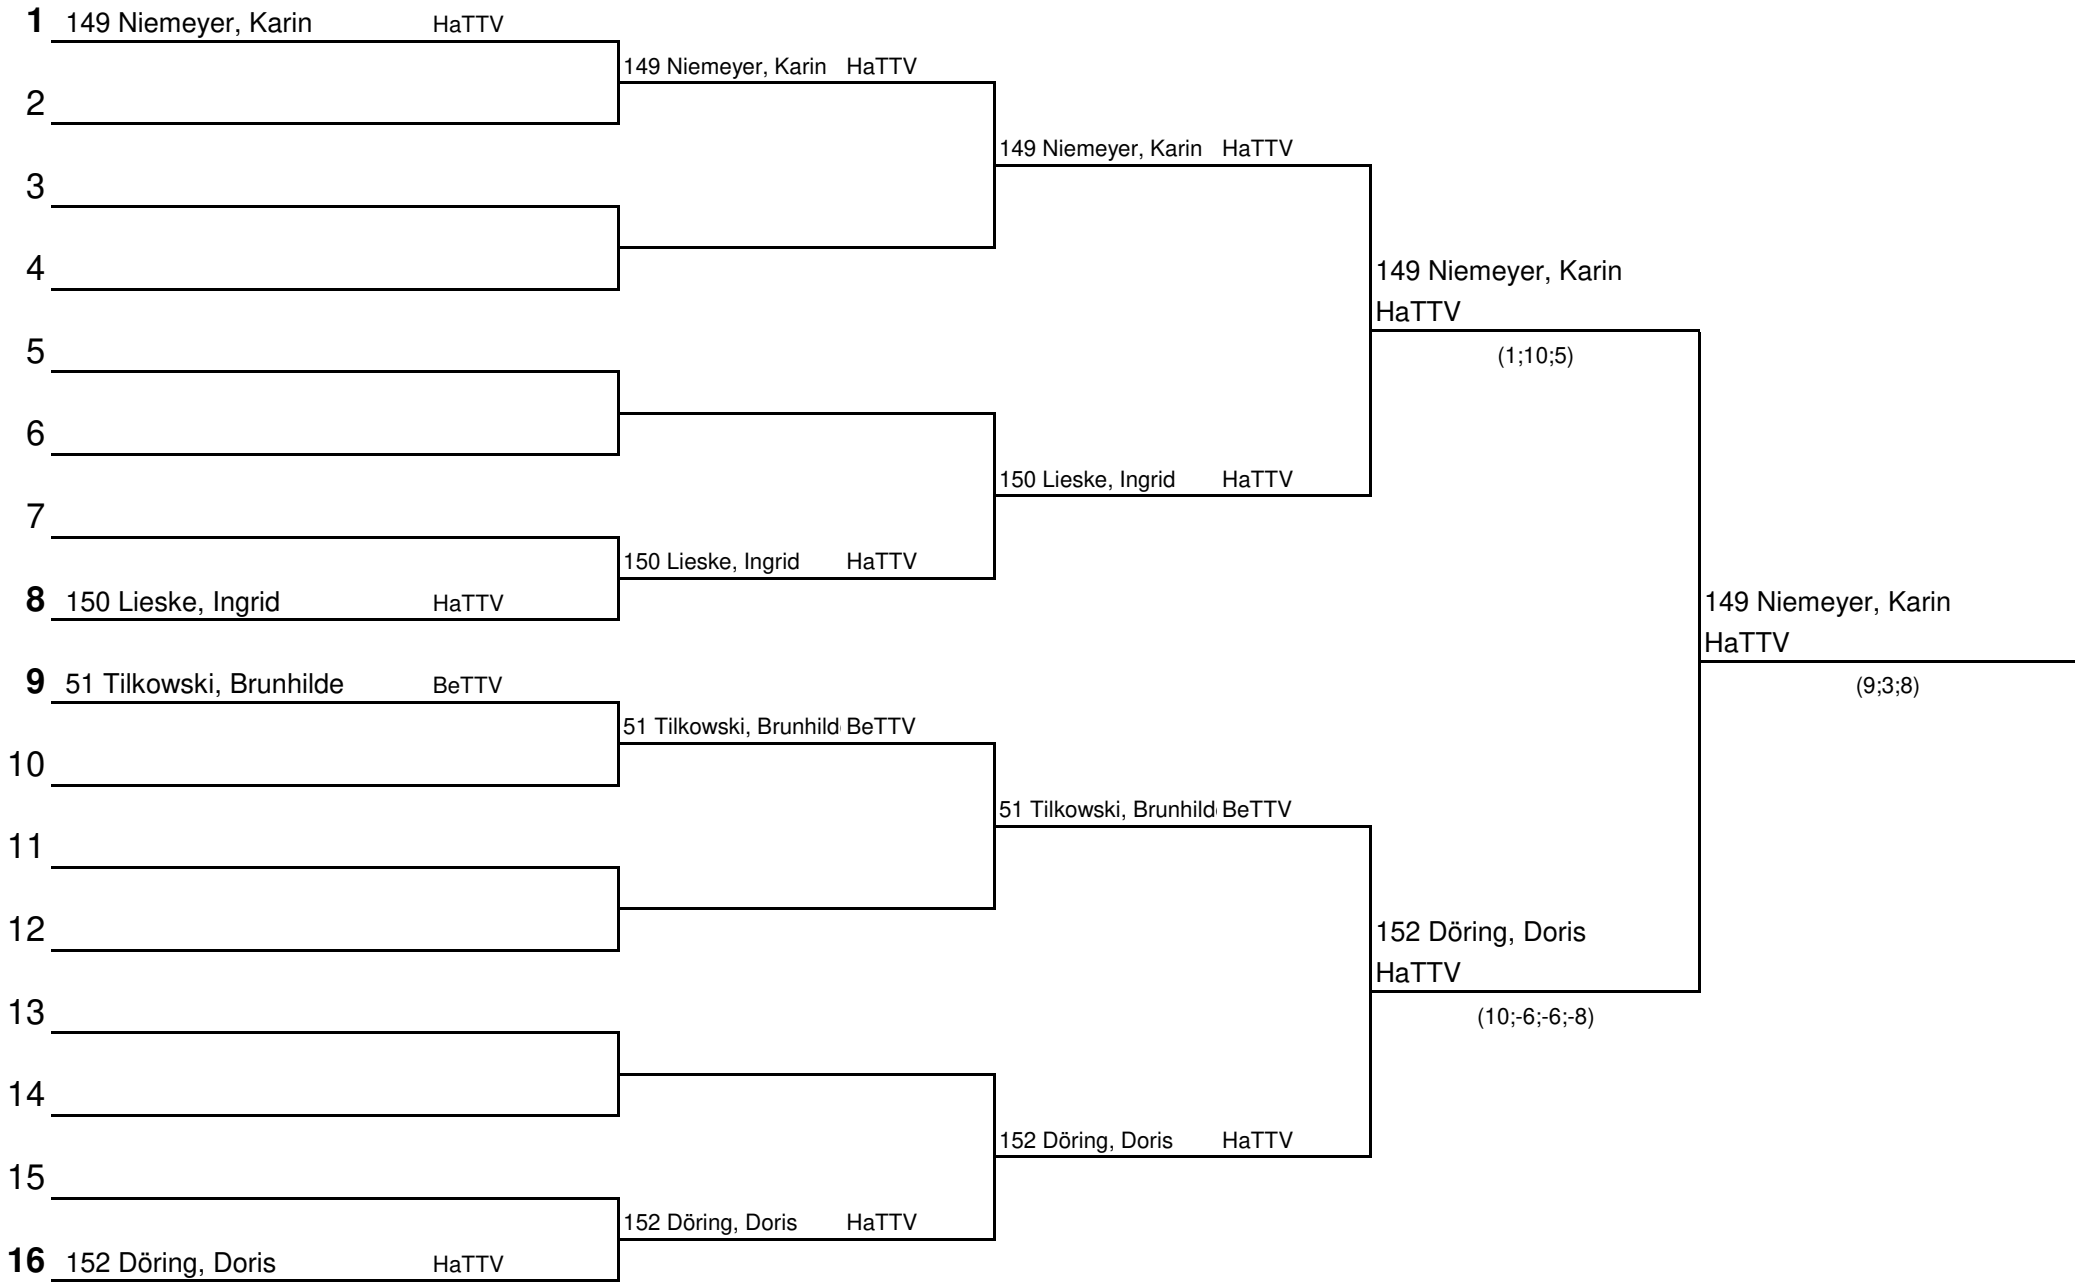 1 149 Niemeyer, Karin HaTTV
149 Niemeyer, Karin HaTTV
2
149 Niemeyer, Karin HaTTV
3
4
149 Niemeyer, Karin
HaTTV
(1;10;5)
5
6
150 Lieske, Ingrid HaTTV
7
150 Lieske, Ingrid HaTTV
8 150 Lieske, Ingrid HaTTV
149 Niemeyer, Karin
HaTTV
(9;3;8)
9 51 Tilkowski, Brunhilde BeTTV
51 Tilkowski, Brunhild BeTTV
10
51 Tilkowski, Brunhild BeTTV
11
12
152 Döring, Doris
HaTTV
(10;-6;-6;-8)
13
14
152 Döring, Doris HaTTV
15
152 Döring, Doris HaTTV
16 152 Döring, Doris HaTTV